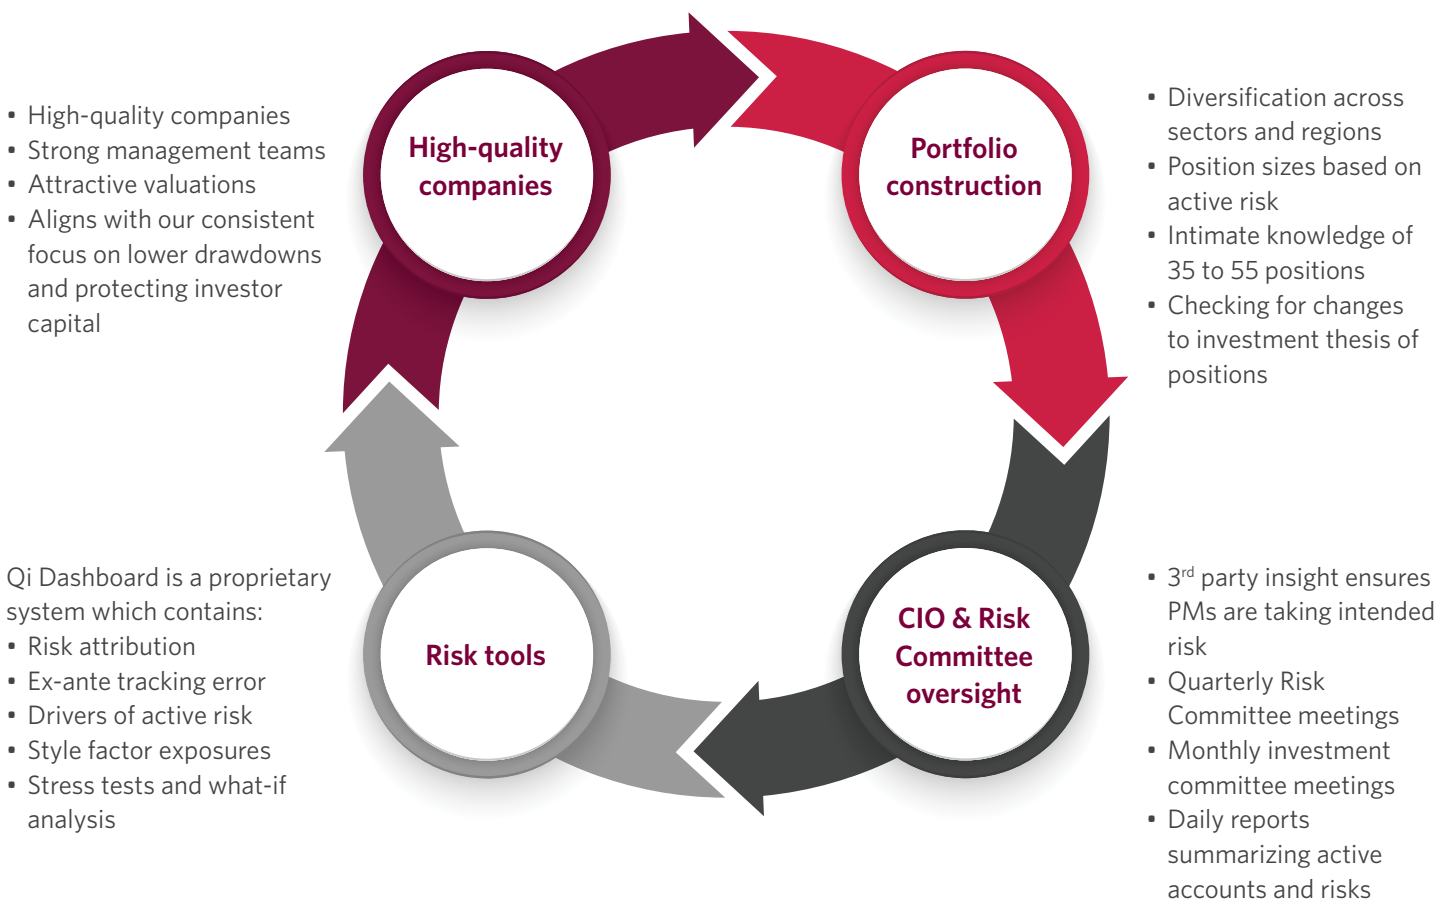 • High-quality companies
• Strong management teams
• Attractive valuations
• Aligns with our consistent
focus on lower drawdowns
and protecting investor
capital
High-quality
companies
Portfolio
construction
• Diversification across
sectors and regions
• Position sizes based on
active risk
• Intimate knowledge of
35 to 55 positions
• Checking for changes
to investment thesis of
positions
Qi Dashboard is a proprietary
system which contains:
• Risk attribution
• Ex-ante tracking error
• Drivers of active risk
• Style factor exposures
• Stress tests and what-if
analysis
Risk tools
CIO & Risk
Committee
oversight
• 3rd party insight ensures
PMs are taking intended
risk
• Quarterly Risk
Committee meetings
• Monthly investment
committee meetings
• Daily reports
summarizing active
accounts and risks